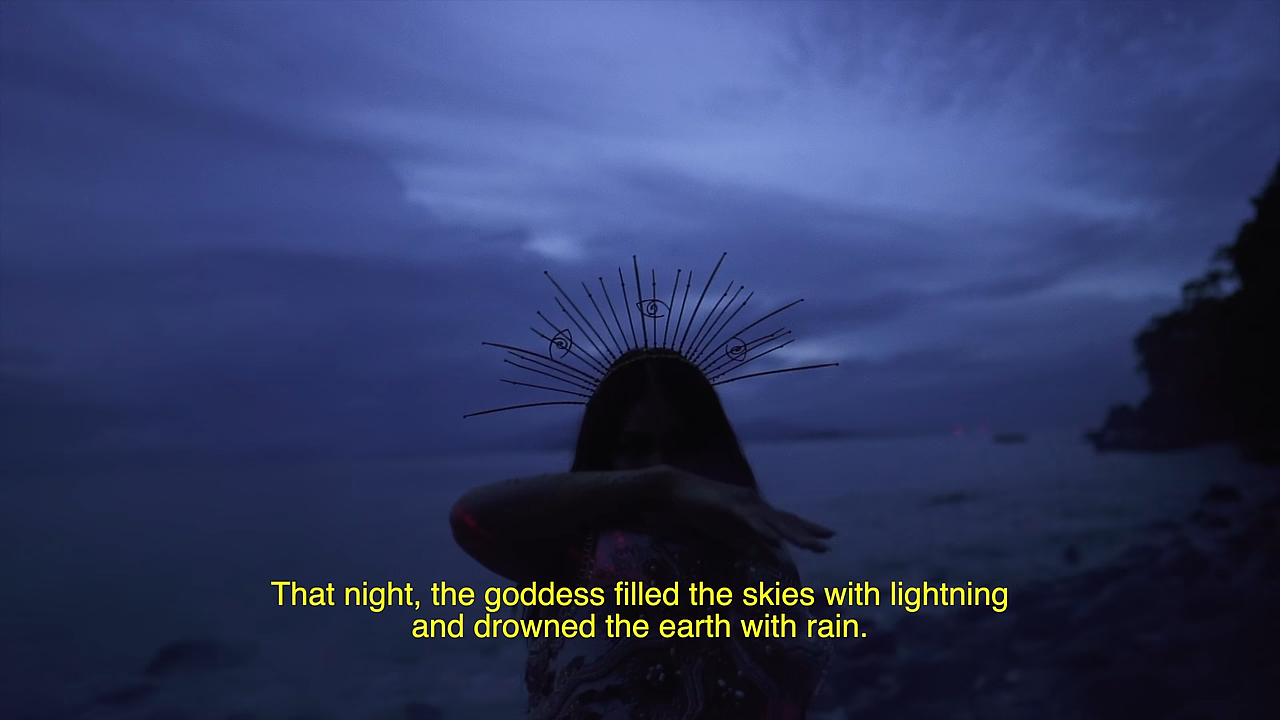 That night, the goddess filled the skies with lightning
and drowned the earth with rain.